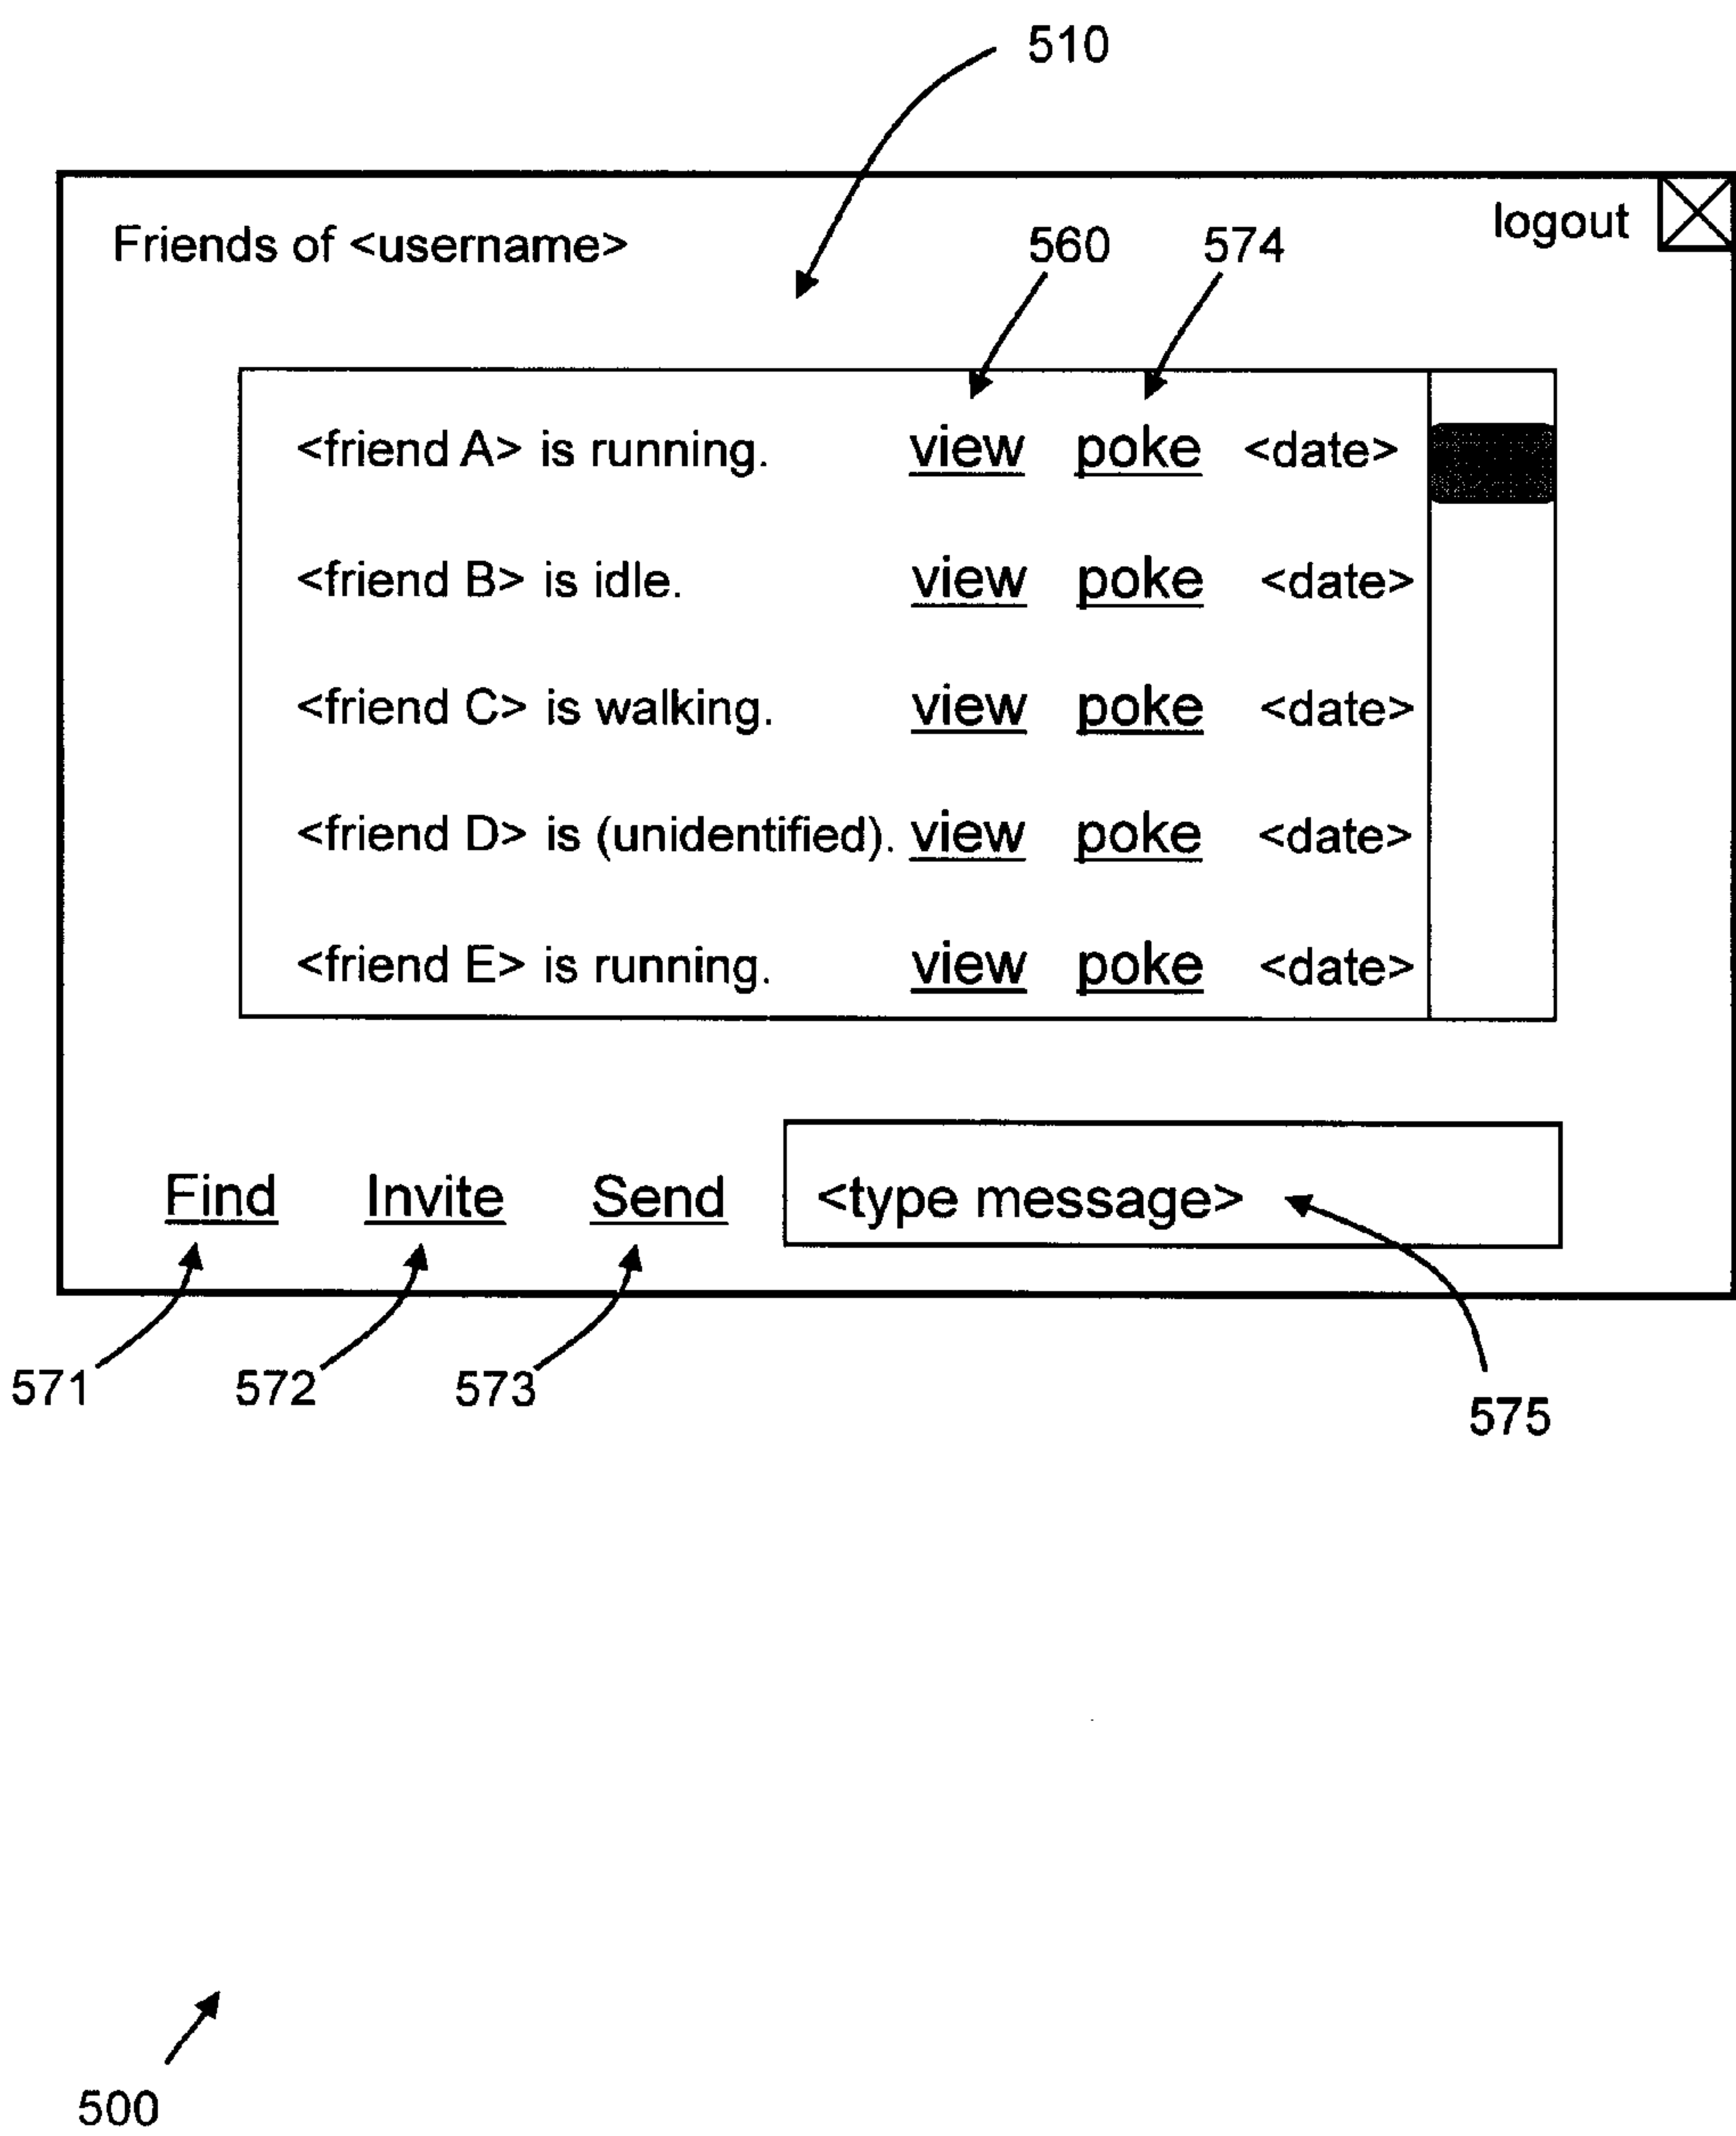 510
logout
Friends of <username>
560 574
<friend A> is running. view poke <date>
<friend B> is idle. view poke <date>
<friend C> is walking. view poke <date>
<friend D> is (unidentified). view poke <date>
<friend E> is running. view poke <date>
Find Invite Send <type message>
571 572 573 575
500